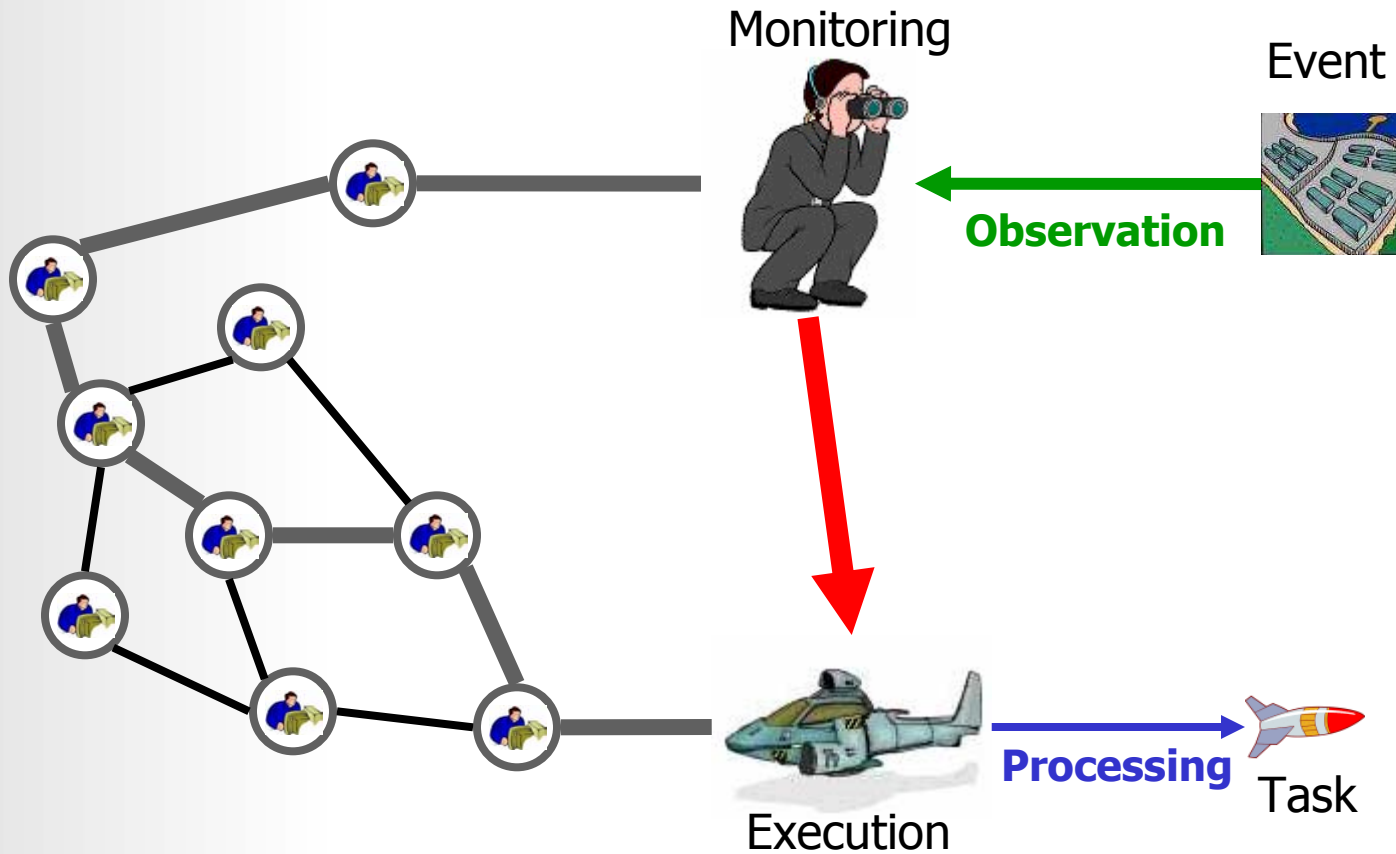 Monitoring
Event
Observation
Processing
Task
Execution